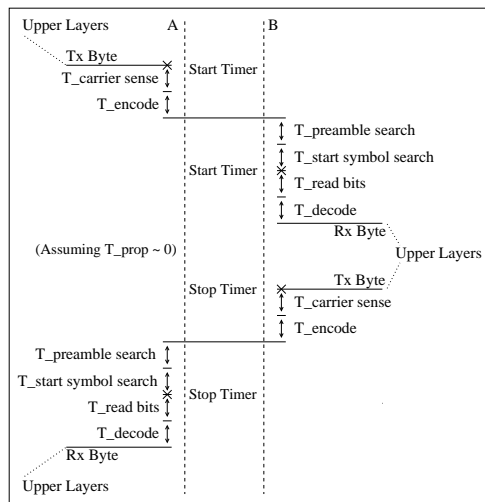 Upper Layers
A
B
Tx Byte
Start Timer
T_carrier sense
T_encode
T_preamble search
T_start symbol search
Start Timer
T_read bits
T_decode
Rx Byte
(Assuming T_prop ~ 0)
Upper Layers
Tx Byte
Stop Timer
T_carrier sense
T_encode
T_preamble search
T_start symbol search
Stop Timer
T_read bits
T_decode
Rx Byte
Upper Layers